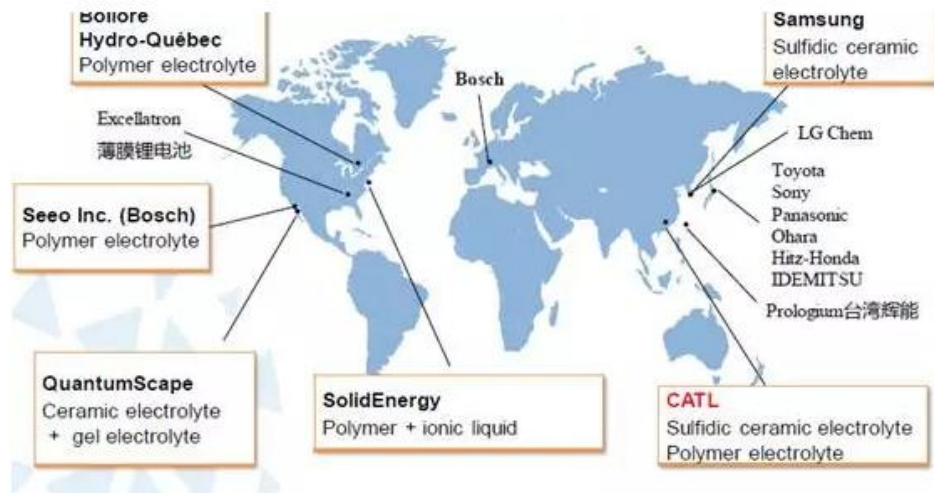 Bolloré
Hydro-Québec
Polymer electrolyte
Samsung
Sulfidic ceramic
electrolyte
Bosch
Excellatron
薄膜锂电池
LG Chem
Toyota
Sony
Panasonic
Ohara
Hitz-Honda
IDEMITSU
Prologium台湾辉能
Seeo Inc. (Bosch)
Polymer electrolyte
QuantumScape
Ceramic electrolyte
+ gel electrolyte
SolidEnergy
Polymer + ionic liquid
CATL
Sulfidic ceramic electrolyte
Polymer electrolyte